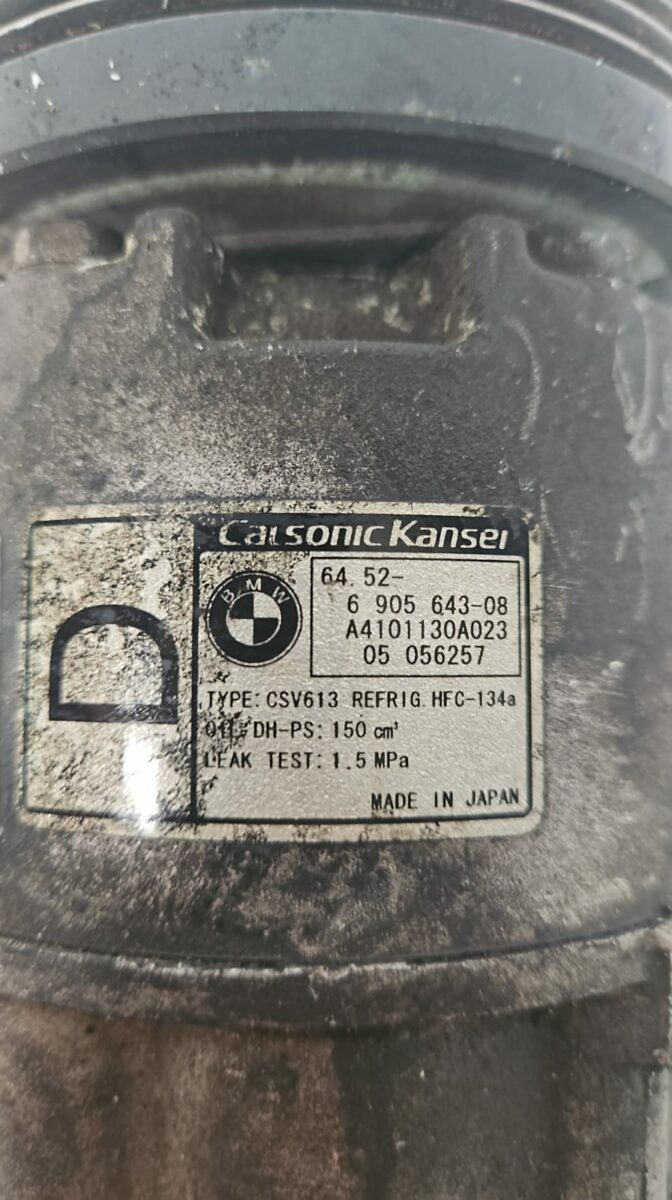 D
Calsonic Kansei
BMW
64.52-
6 905 643-08
A4101130A023
05 056257
TYPE: CSV613 REFRIG. HFC-134a
OIL, DH-PS: 150 cm³
LEAK TEST: 1.5 MPa
MADE IN JAPAN